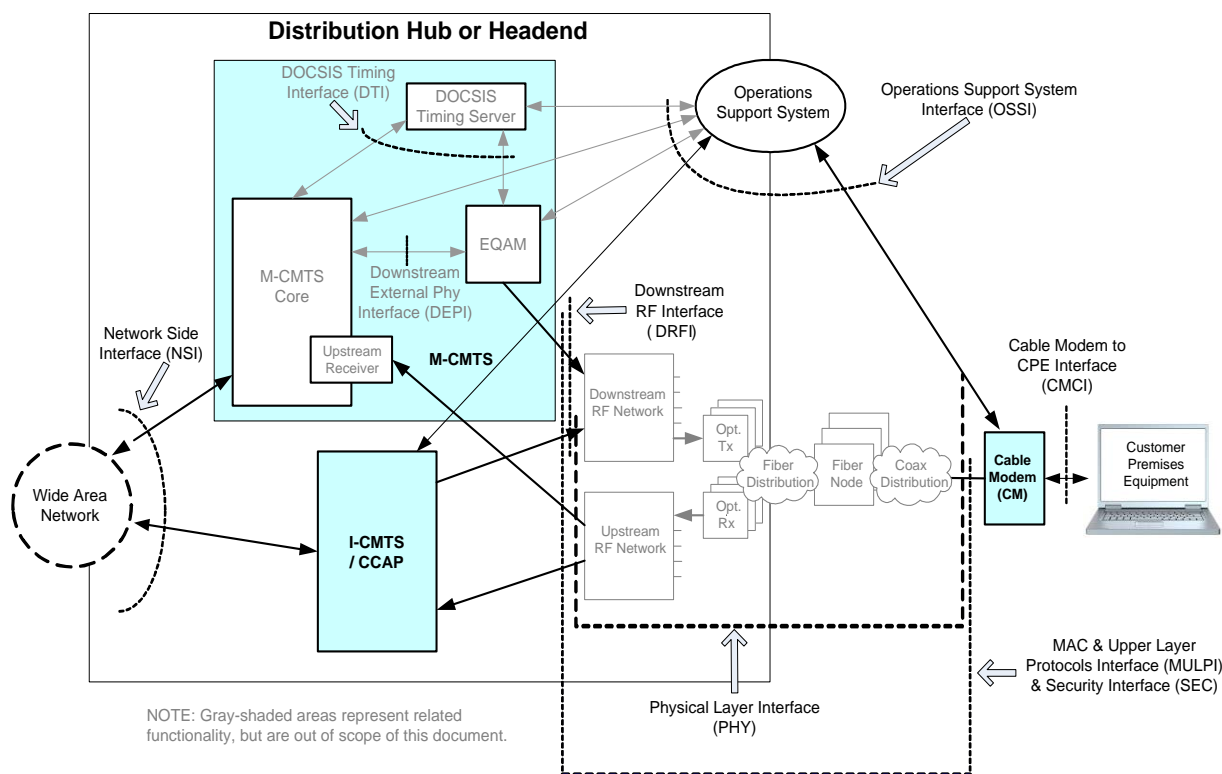 Distribution Hub or Headend
DOCSIS Timing
Interface (DTI)
DOCSIS
Timing Server
Operations
Support System
Operations Support System
Interface (OSSI)
M-CMTS
Core
EQAM
Downstream
External Phy
Interface (DEPI)
Upstream
Receiver
M-CMTS
Network Side
Interface (NSI)
Wide Area
Network
I-CMTS
/ CCAP
Downstream
RF Interface
(DRFI)
Downstream
RF Network
Opt.
Tx
Fiber
Distribution
Fiber
Node
Coax
Distribution
Opt.
Rx
Upstream
RF Network
Cable Modem to
CPE Interface
(CMCI)
Cable
Modem
(CM)
Customer
Premises
Equipment
MAC & Upper Layer
Protocols Interface (MULPI)
& Security Interface (SEC)
Physical Layer Interface
(PHY)
NOTE: Gray-shaded areas represent related
functionality, but are out of scope of this document.